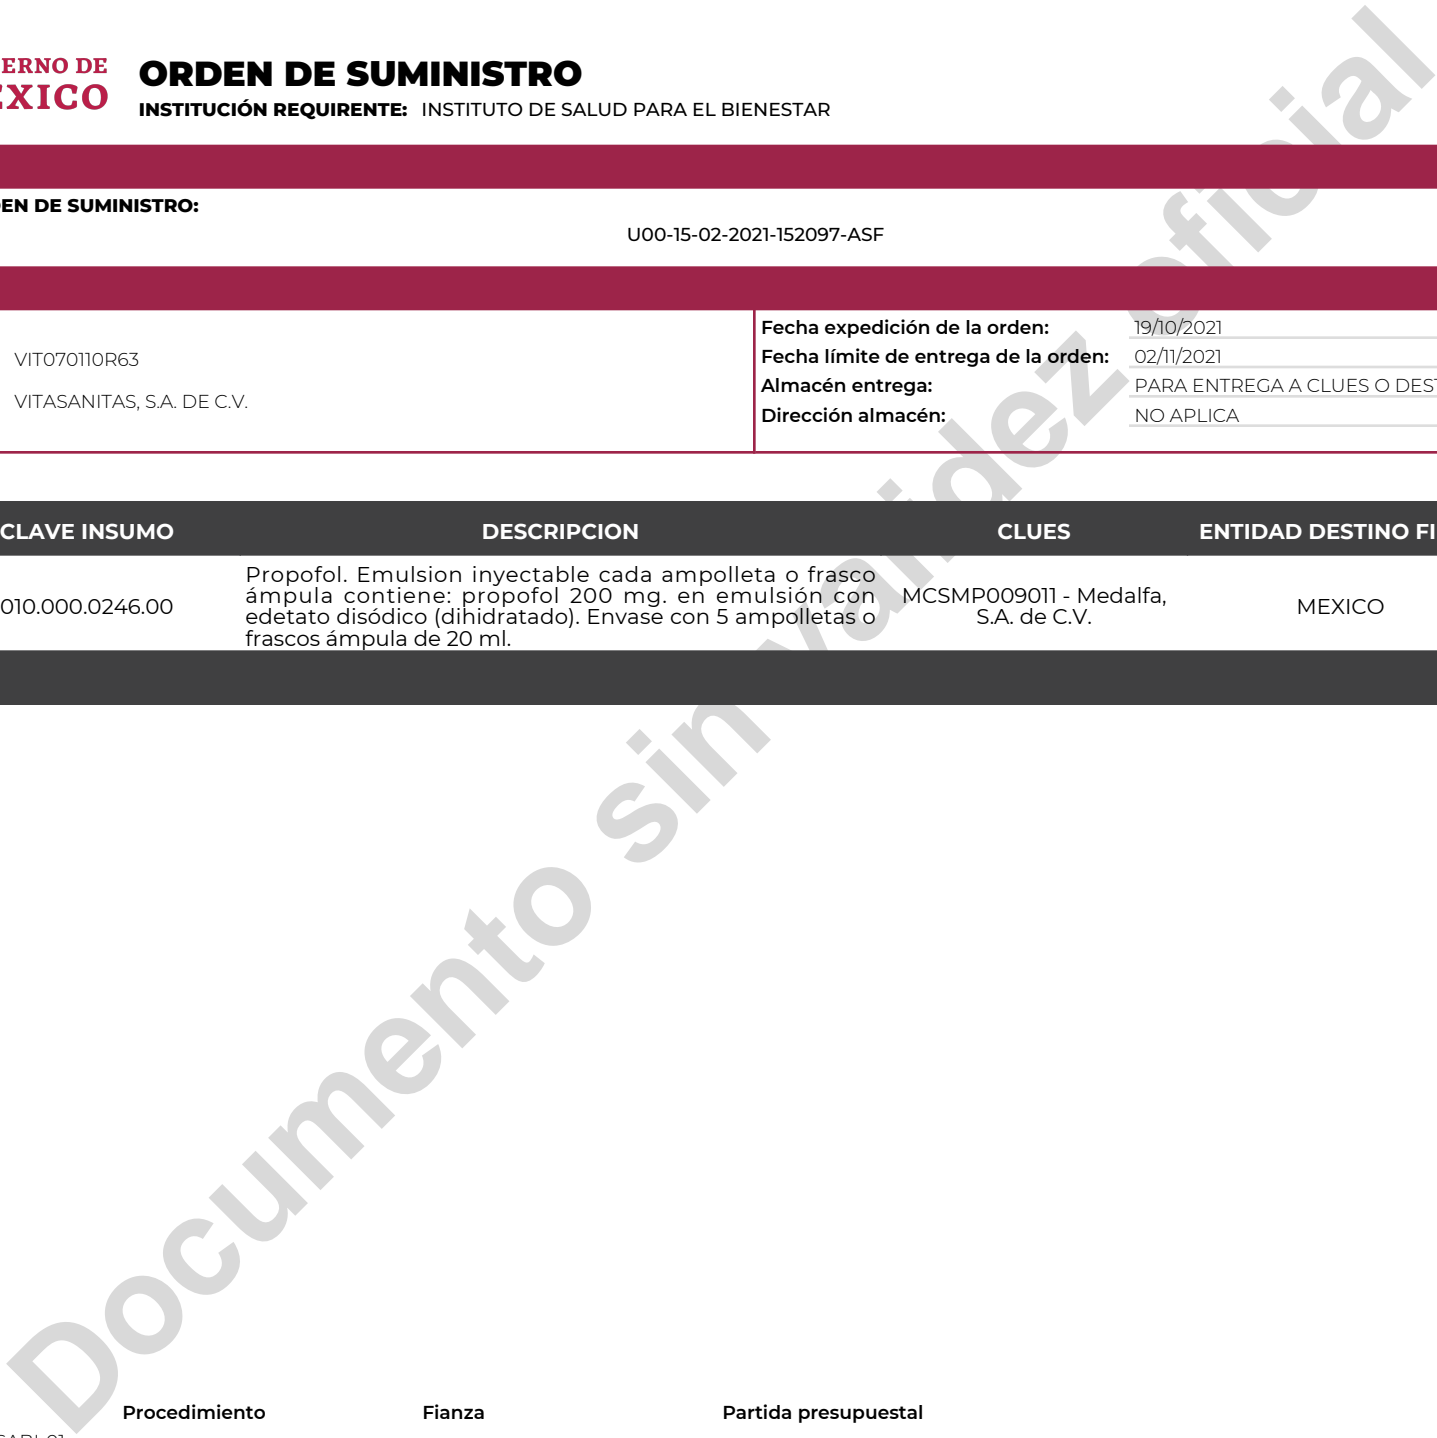 ERNO DE
EXICO
ORDEN DE SUMINISTRO
INSTITUCIÓN REQUIRENTE: INSTITUTO DE SALUD PARA EL BIENESTAR
EN DE SUMINISTRO:
U00-15-02-2021-152097-ASF
VIT070110R63
VITASANITAS, S.A. DE C.V.
Fecha expedición de la orden: 19/10/2021
Fecha límite de entrega de la orden: 02/11/2021
Almacén entrega: PARA ENTREGA A CLUES O DEST
Dirección almacén: NO APLICA
CLAVE INSUMO DESCRIPCION CLUES ENTIDAD DESTINO FI
010.000.0246.00
Propofol. Emulsion inyectable cada ampolleta o frasco
ámpula contiene: propofol 200 mg. en emulsión con
edetato disódico (dihidratado). Envase con 5 ampolletas o
frascos ámpula de 20 ml.
MCSMP009011 - Medalfa,
S.A. de C.V.
MEXICO
Documento sin validez oficial
Procedimiento Fianza Partida presupuestal